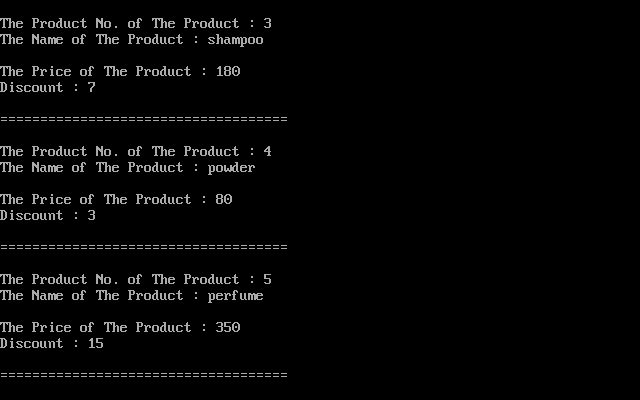 The Product No. of The Product : 3
The Name of The Product : shampoo
The Price of The Product : 180
Discount : 7
====================================
The Product No. of The Product : 4
The Name of The Product : powder
The Price of The Product : 80
Discount : 3
====================================
The Product No. of The Product : 5
The Name of The Product : perfume
The Price of The Product : 350
Discount : 15
====================================